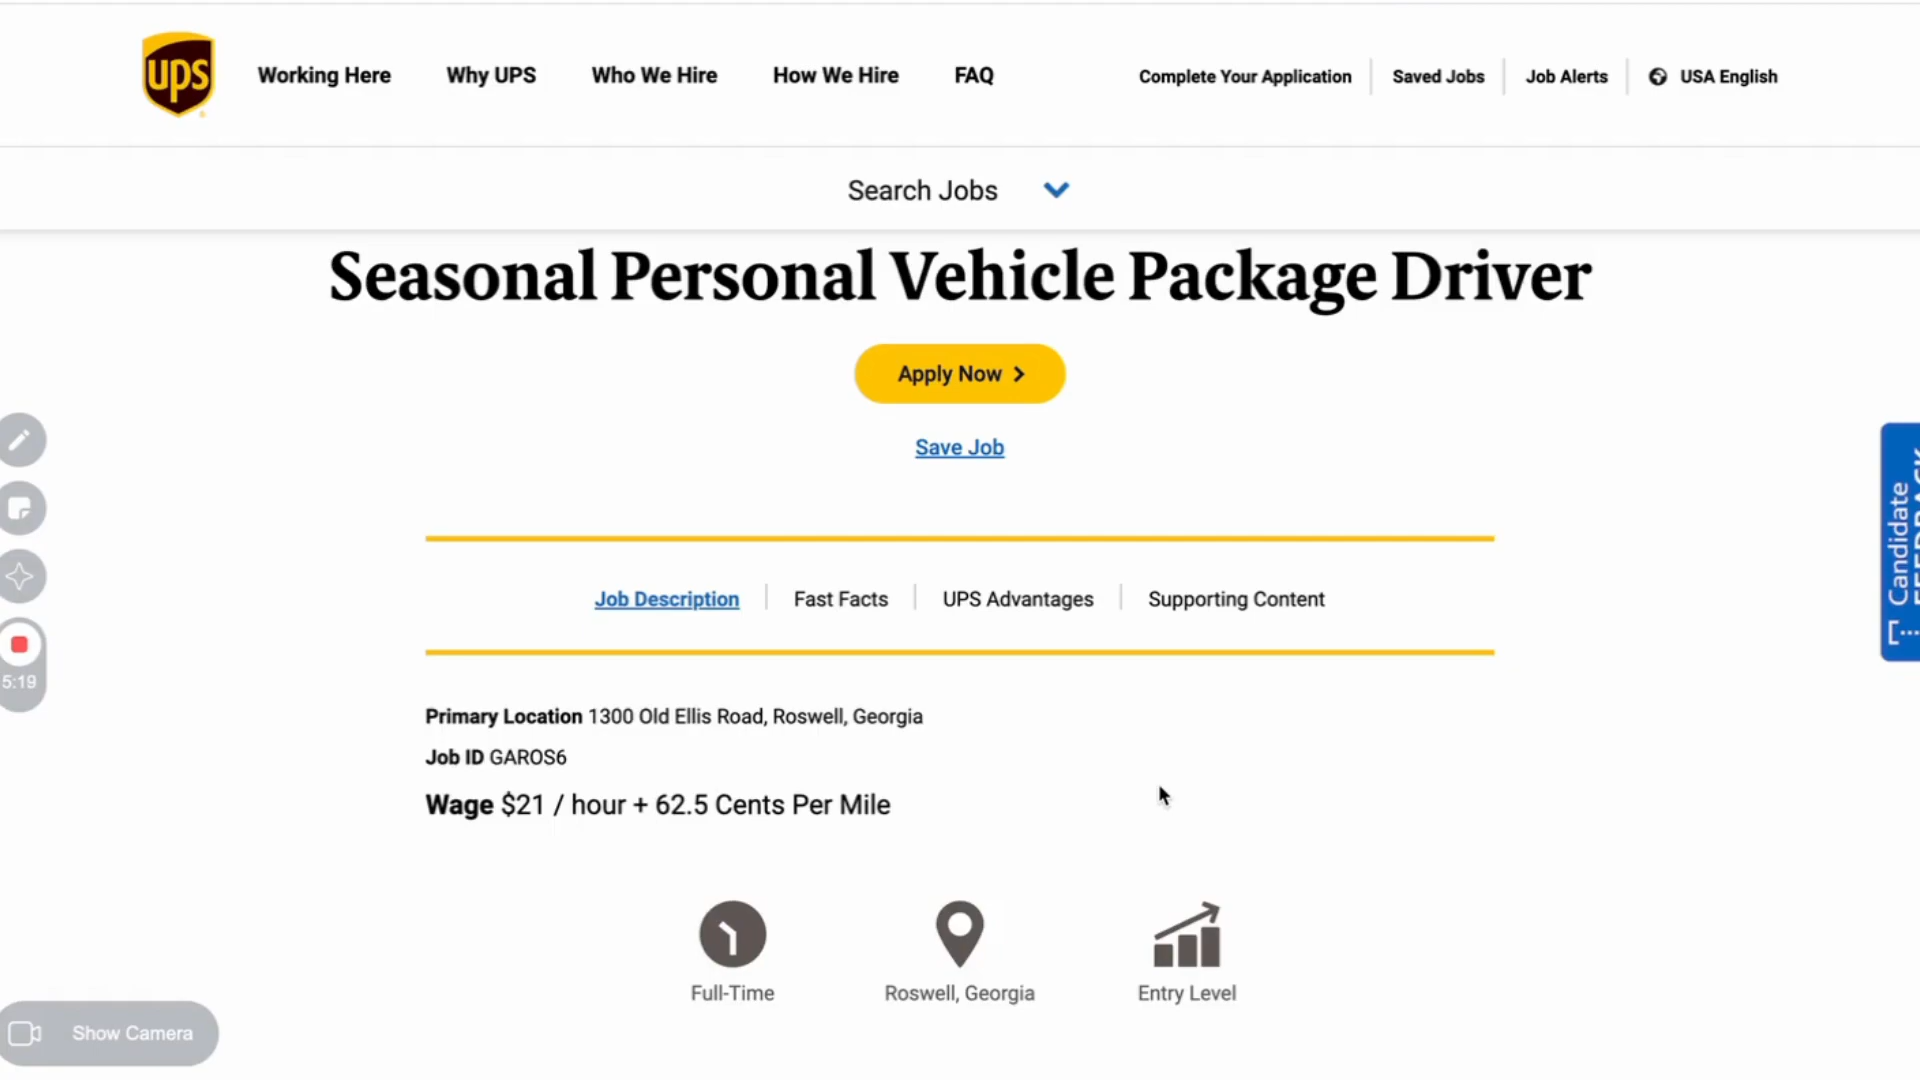 ups
Working Here
Why UPS
Who We Hire
How We Hire
FAQ
Complete Your Application
Saved Jobs
Job Alerts
USA English
Search Jobs
Seasonal Personal Vehicle Package Driver
Apply Now
Save Job
Job Description
Fast Facts
UPS Advantages
Supporting Content
Candidate
Primary Location 1300 Old Ellis Road, Roswell, Georgia
Job ID GAROS6
Wage $21 / hour + 62.5 Cents Per Mile
5:19
Full-Time
Roswell, Georgia
Entry Level
Show Camera